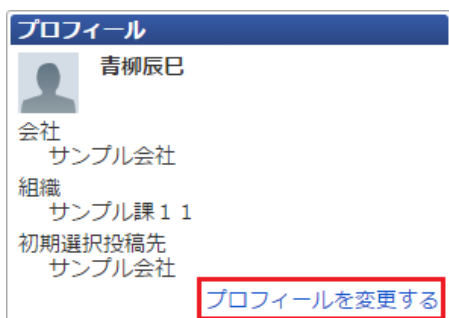 プロフィール
青柳辰巳
会社
サンプル会社
組織
サンプル課１１
初期選択投稿先
サンプル会社
プロフィールを変更する